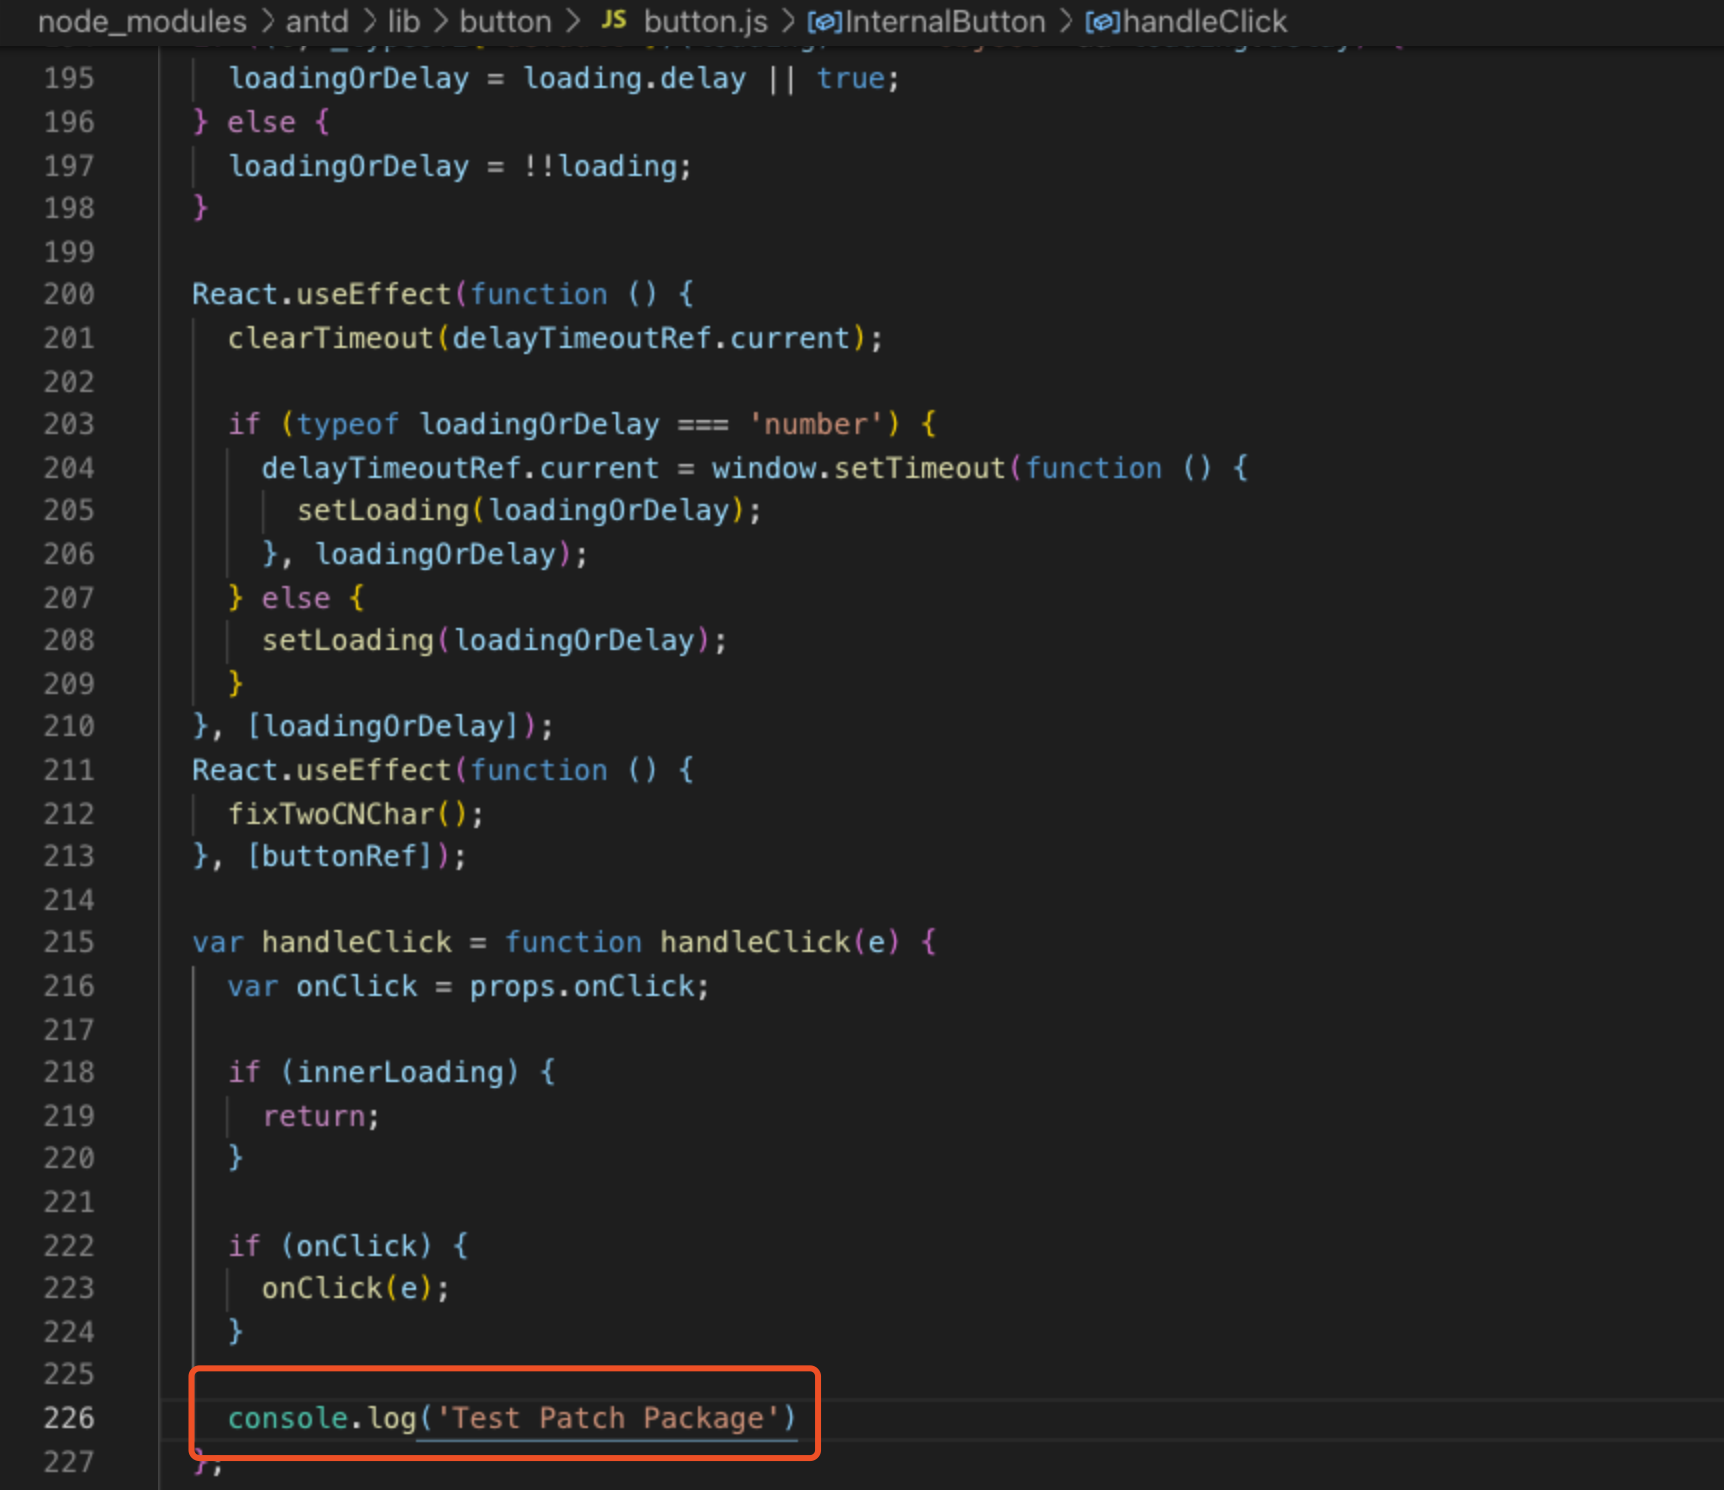 node_modules > antd > lib > button > JS button.js > InternalButton > handleClick
195 loadingOrDelay = loading.delay || true;
196 } else {
197 loadingOrDelay = !!loading;
198 }
199
200 React.useEffect(function () {
201 clearTimeout(delayTimeoutRef.current);
202
203 if (typeof loadingOrDelay === 'number') {
204 delayTimeoutRef.current = window.setTimeout(function () {
205 setLoading(loadingOrDelay);
206 }, loadingOrDelay);
207 } else {
208 setLoading(loadingOrDelay);
209 }
210 }, [loadingOrDelay]);
211 React.useEffect(function () {
212 fixTwoCNChar();
213 }, [buttonRef]);
214
215 var handleClick = function handleClick(e) {
216 var onClick = props.onClick;
217
218 if (innerLoading) {
219 return;
220 }
221
222 if (onClick) {
223 onClick(e);
224 }
225
226 console.log('Test Patch Package')
227 };